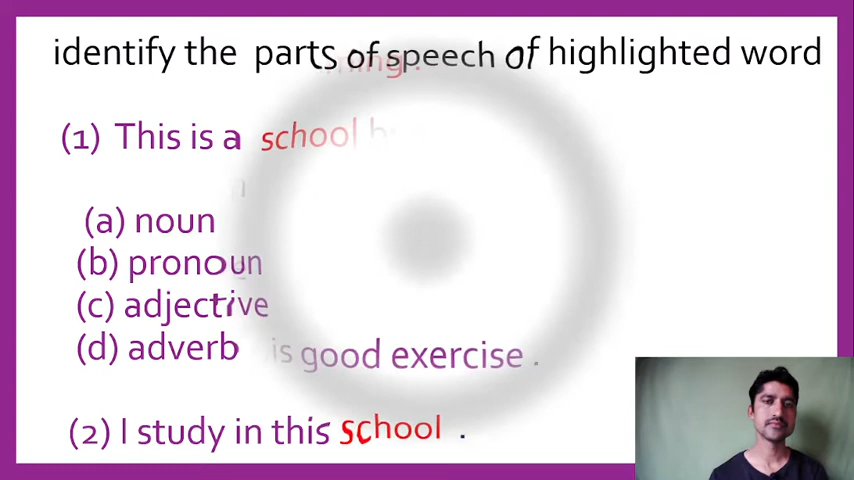 identify the parts of speech of highlighted word
(1) This is a school
(a) noun
(b) pronoun
(c) adjective
(d) adverb
is good exercise .
(2) I study in this school .